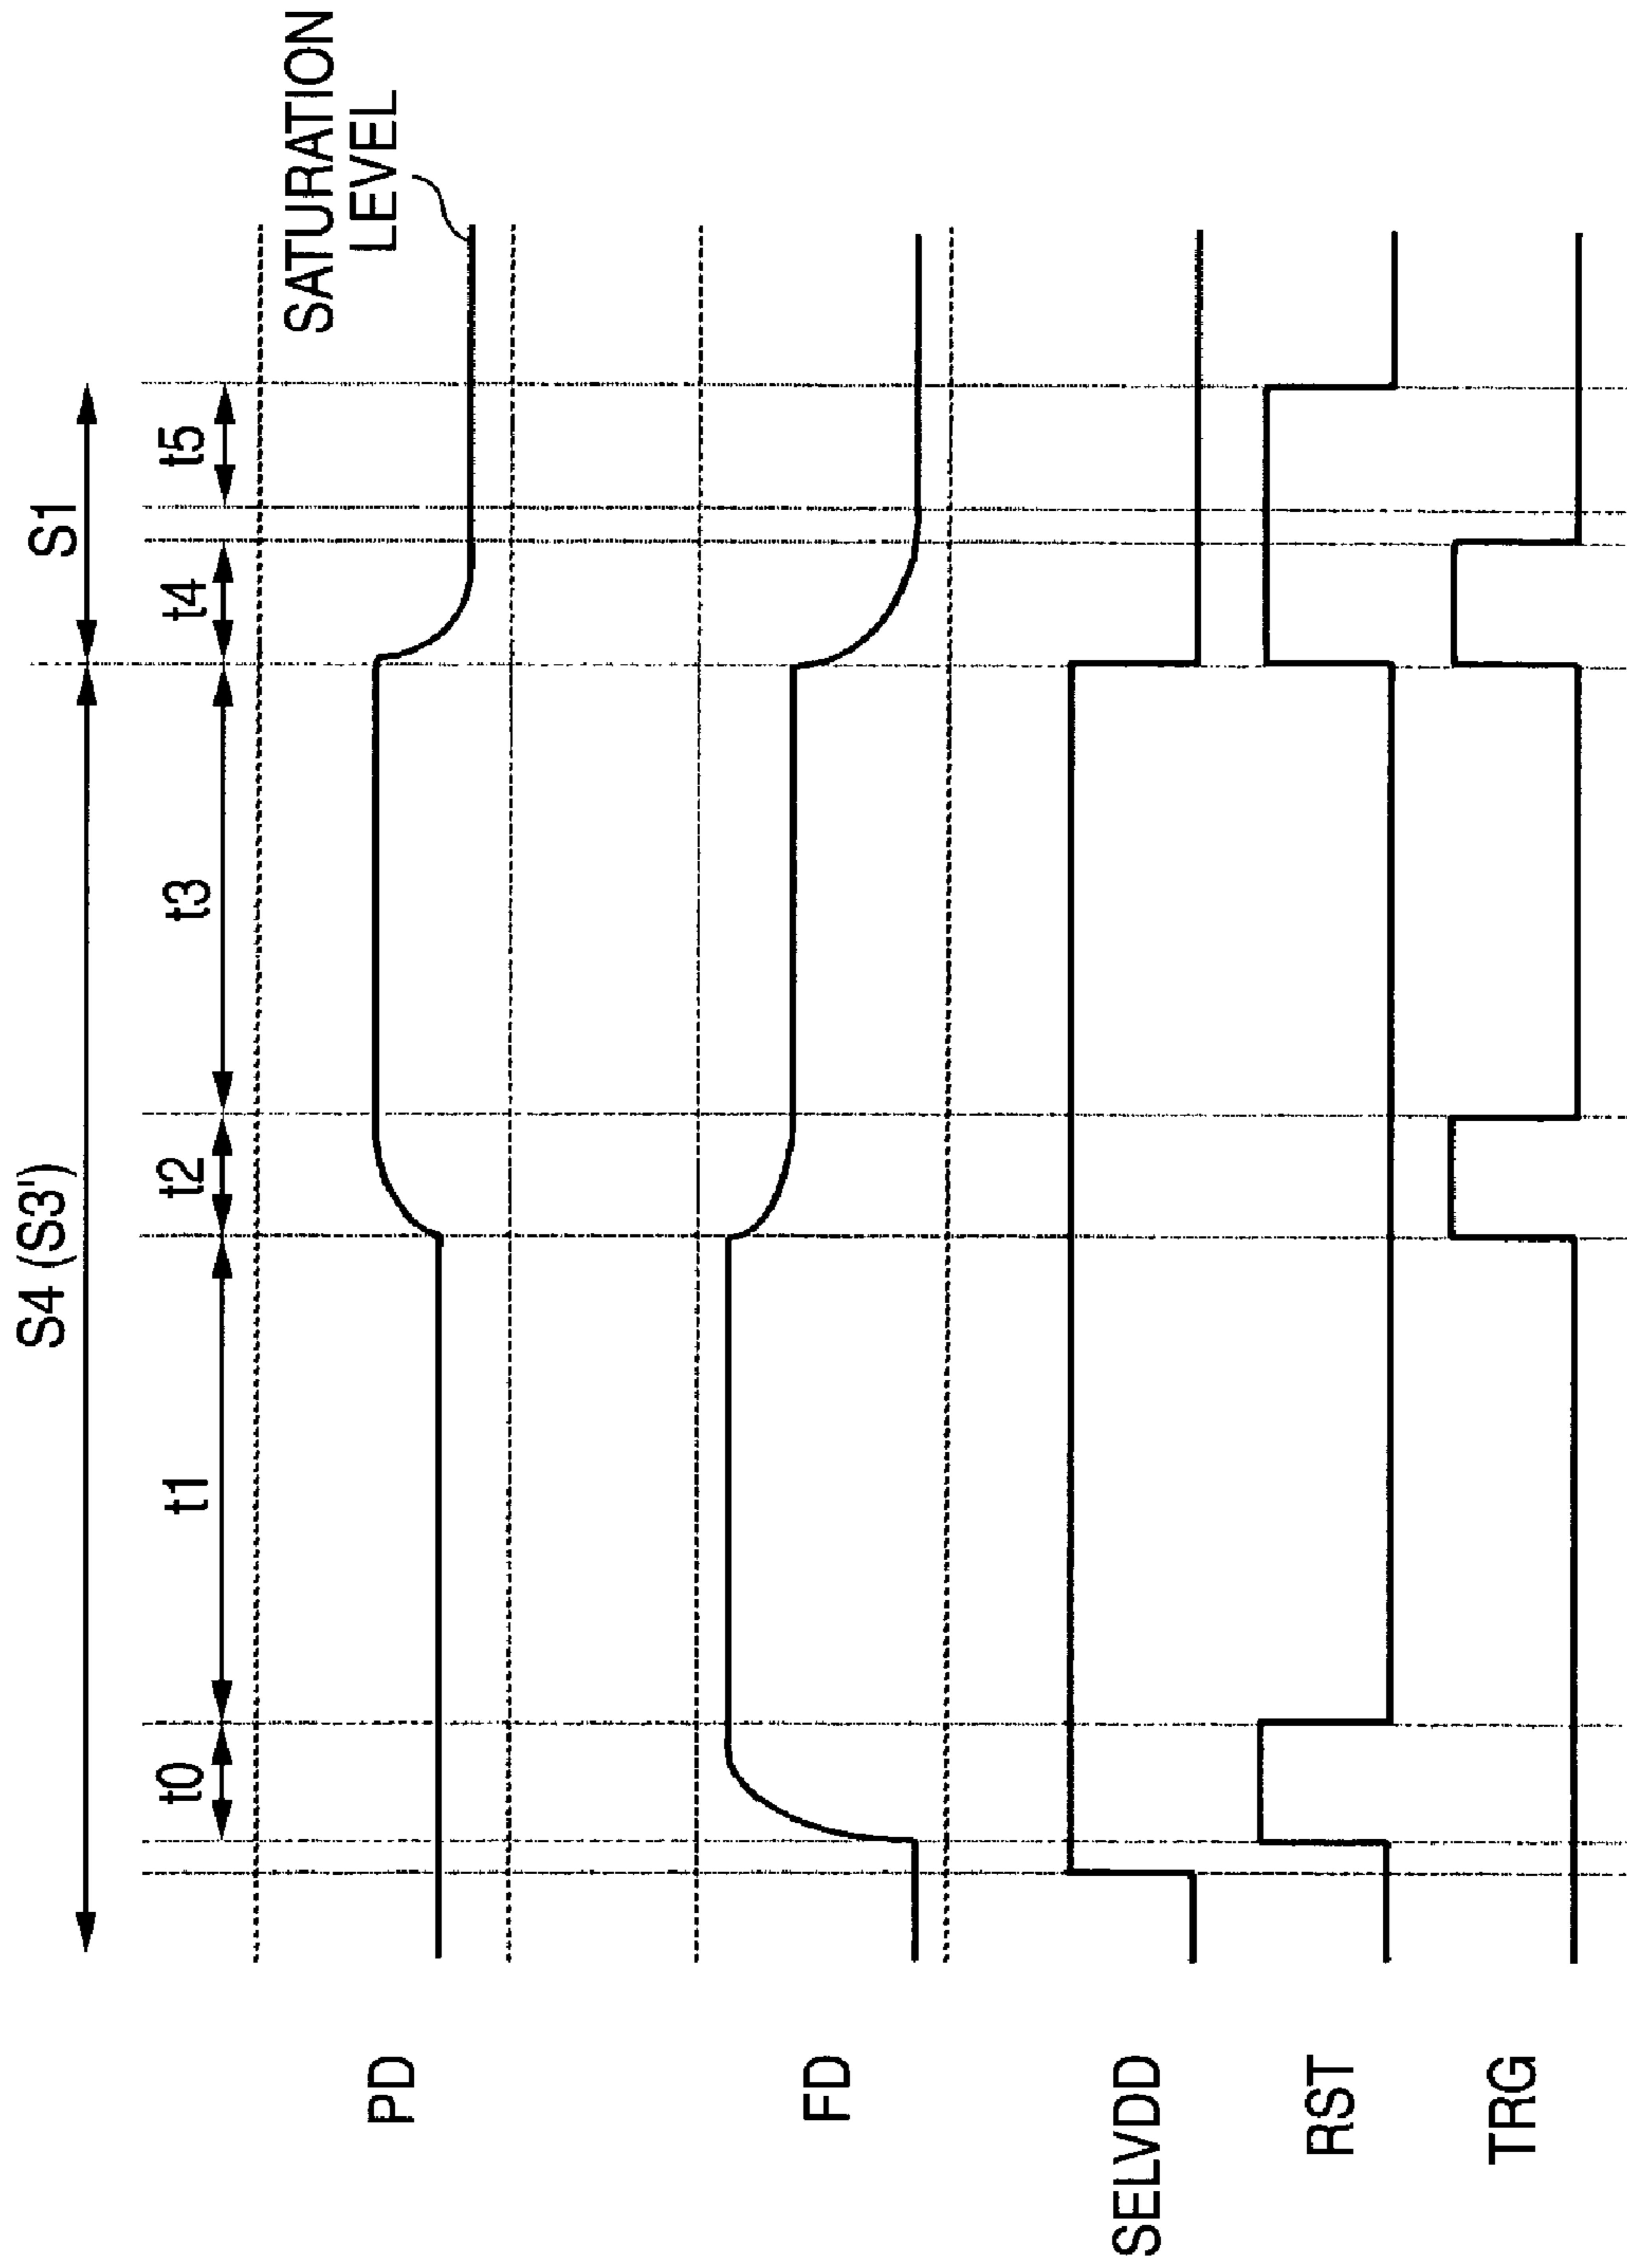 S4 (S3')
S1
t0
t1
t2
t3
t4
t5
SATURATION
LEVEL
PD
FD
SELVDD
RST
TRG